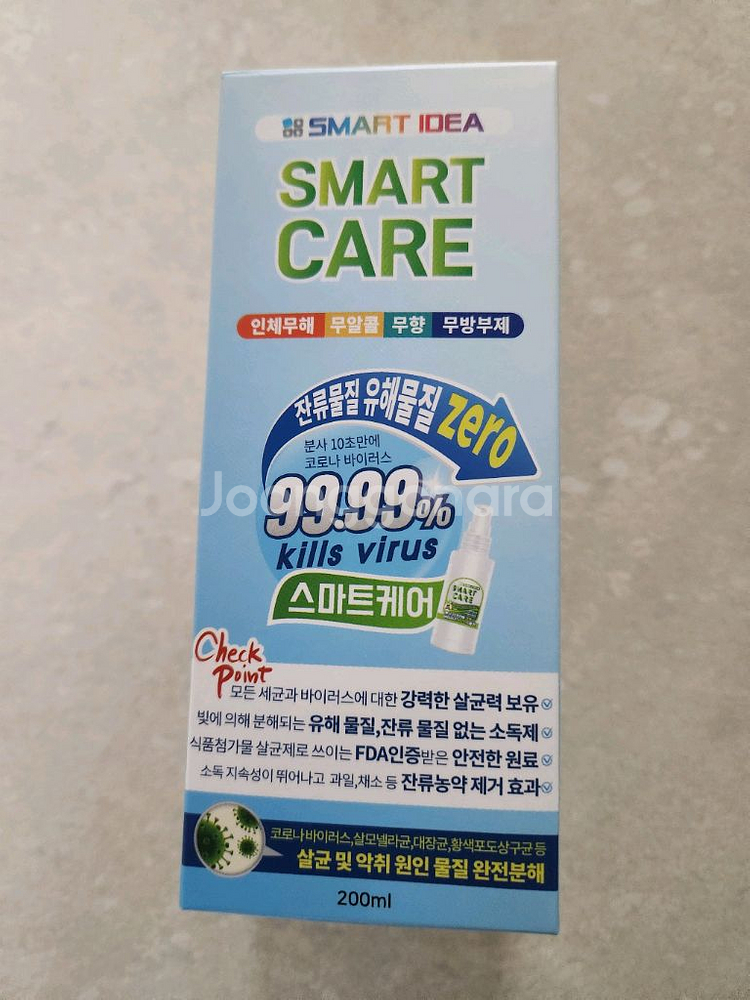 SMART IDEA
SMART
CARE
인체무해 무알콜 무향 무방부제
잔류물질 유해물질 zero
분사 10초만에
코로나 바이러스
99.99%
kills virus
스마트케어
SMART
CARE
Check
Point
모든 세균과 바이러스에 대한 강력한 살균력 보유
빛에 의해 분해되는 유해 물질,잔류 물질 없는 소독제
식품첨가물 살균제로 쓰이는 FDA인증받은 안전한 원료
소독 지속성이 뛰어나고 과일,채소 등 잔류농약 제거 효과
코로나 바이러스,살모넬라균,대장균,황색포도상구균 등
살균 및 악취 원인 물질 완전분해
200ml
Joonggonara